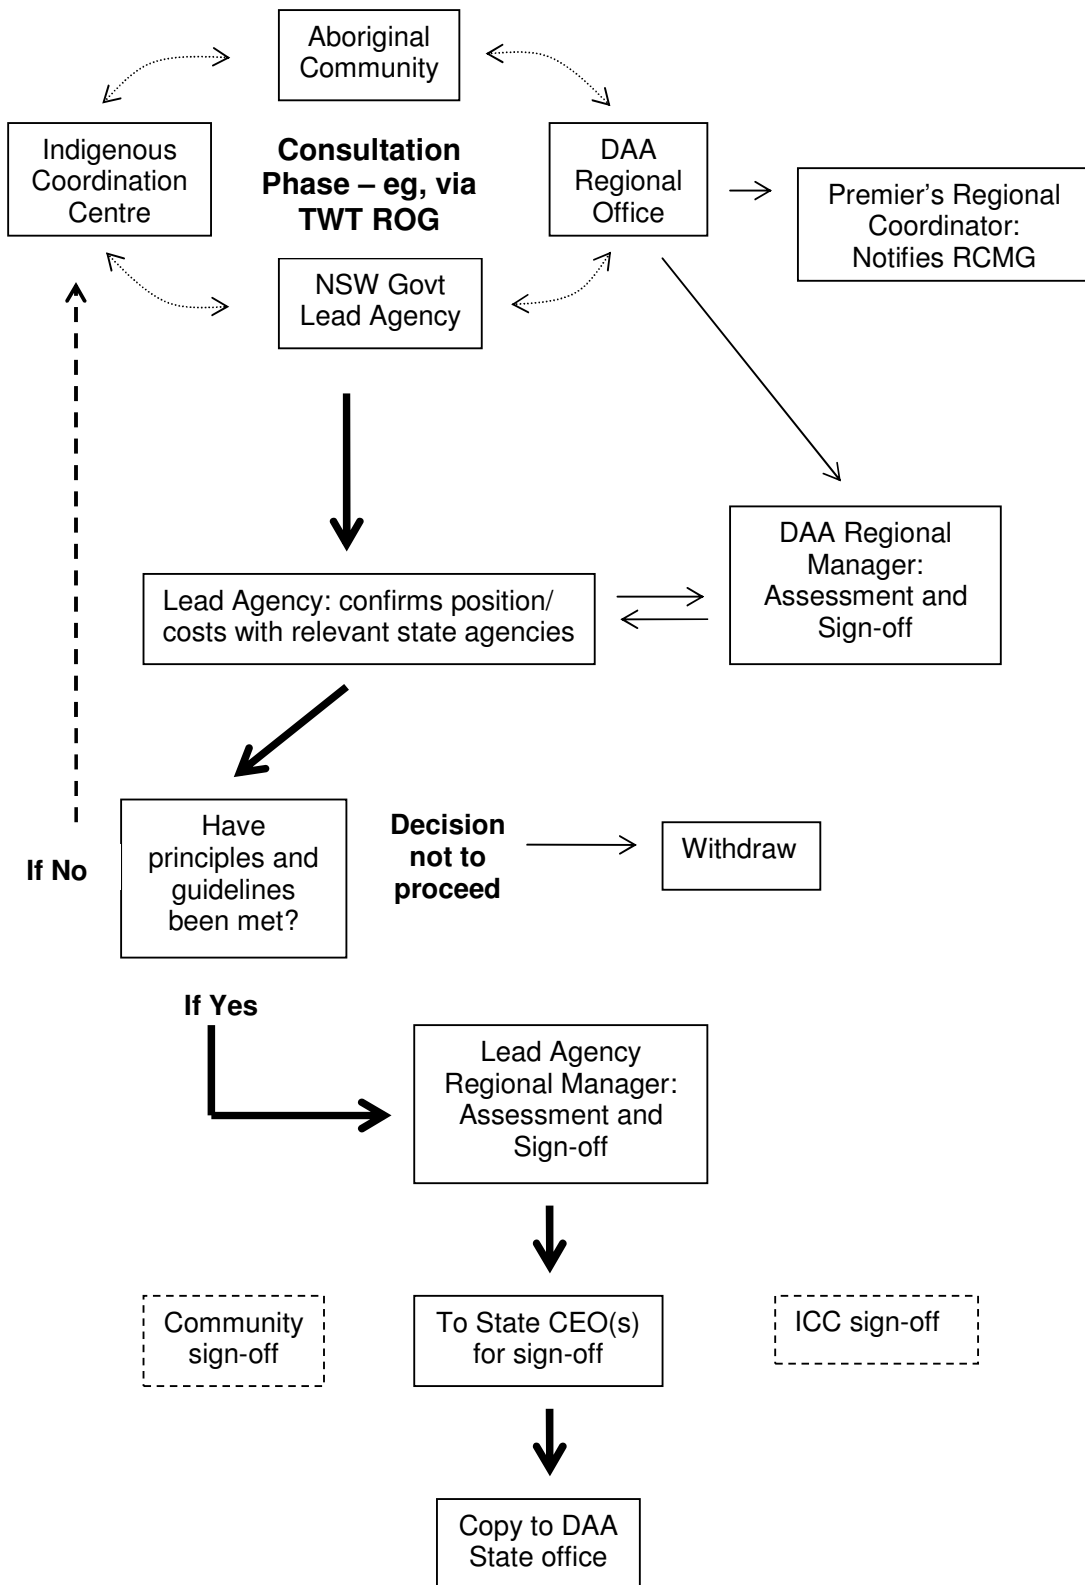 Aboriginal
Community
Indigenous
Coordination
Centre
Consultation
Phase – eg, via
TWT ROG
DAA
Regional
Office
Premier’s Regional
Coordinator:
Notifies RCMG
NSW Govt
Lead Agency
DAA Regional
Manager:
Assessment and
Sign-off
Lead Agency: confirms position/
costs with relevant state agencies
If No
Have
principles and
guidelines
been met?
Decision
not to
proceed
Withdraw
If Yes
Lead Agency
Regional Manager:
Assessment and
Sign-off
Community
sign-off
To State CEO(s)
for sign-off
ICC sign-off
Copy to DAA
State office